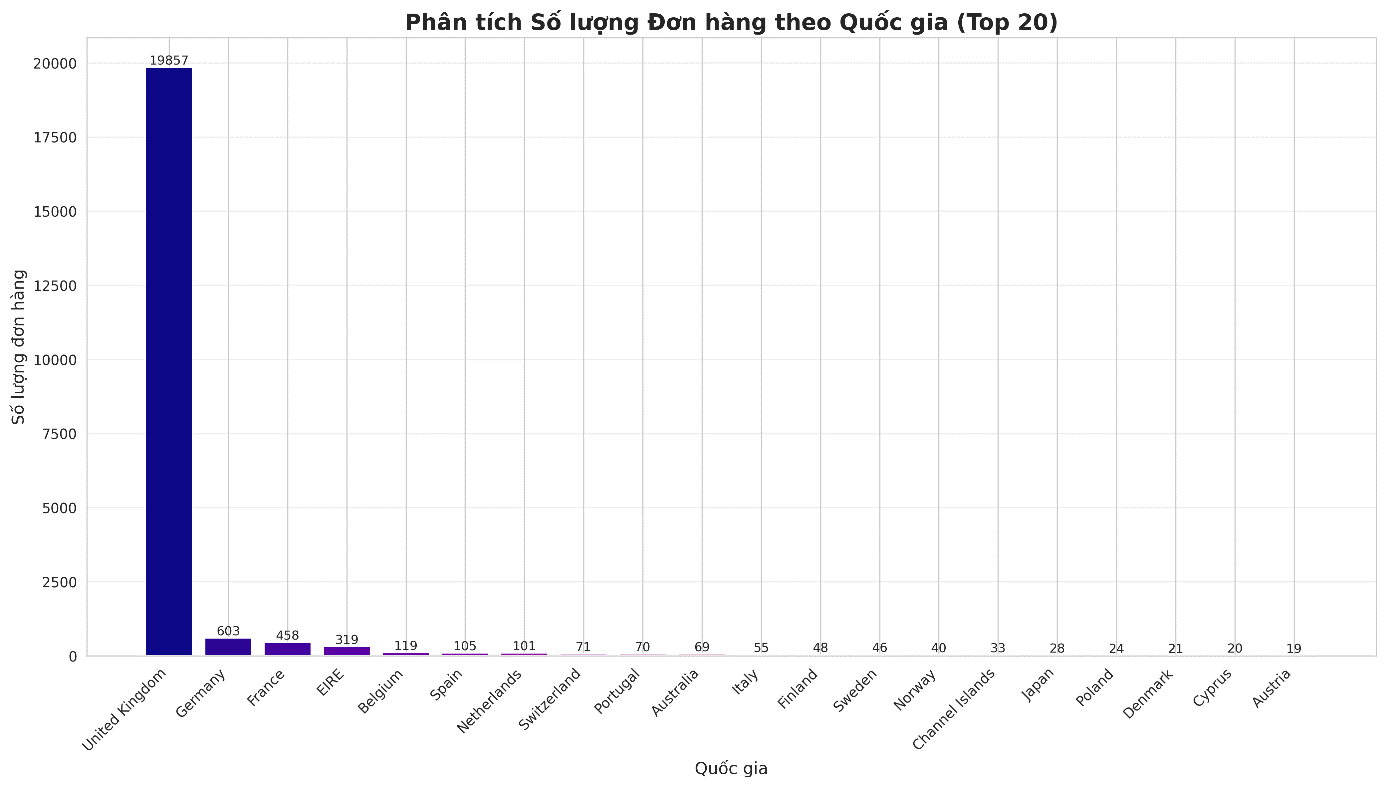 Phân tích Số lượng Đơn hàng theo Quốc gia (Top 20)
Số lượng đơn hàng
20000
17500
15000
12500
10000
7500
5000
2500
0
19857
603
458
319
119
105
101
71
70
69
55
48
46
40
33
28
24
21
20
19
United Kingdom
Germany
France
EIRE
Belgium
Spain
Netherlands
Switzerland
Portugal
Australia
Italy
Finland
Sweden
Norway
Channel Islands
Japan
Poland
Denmark
Cyprus
Austria
Quốc gia